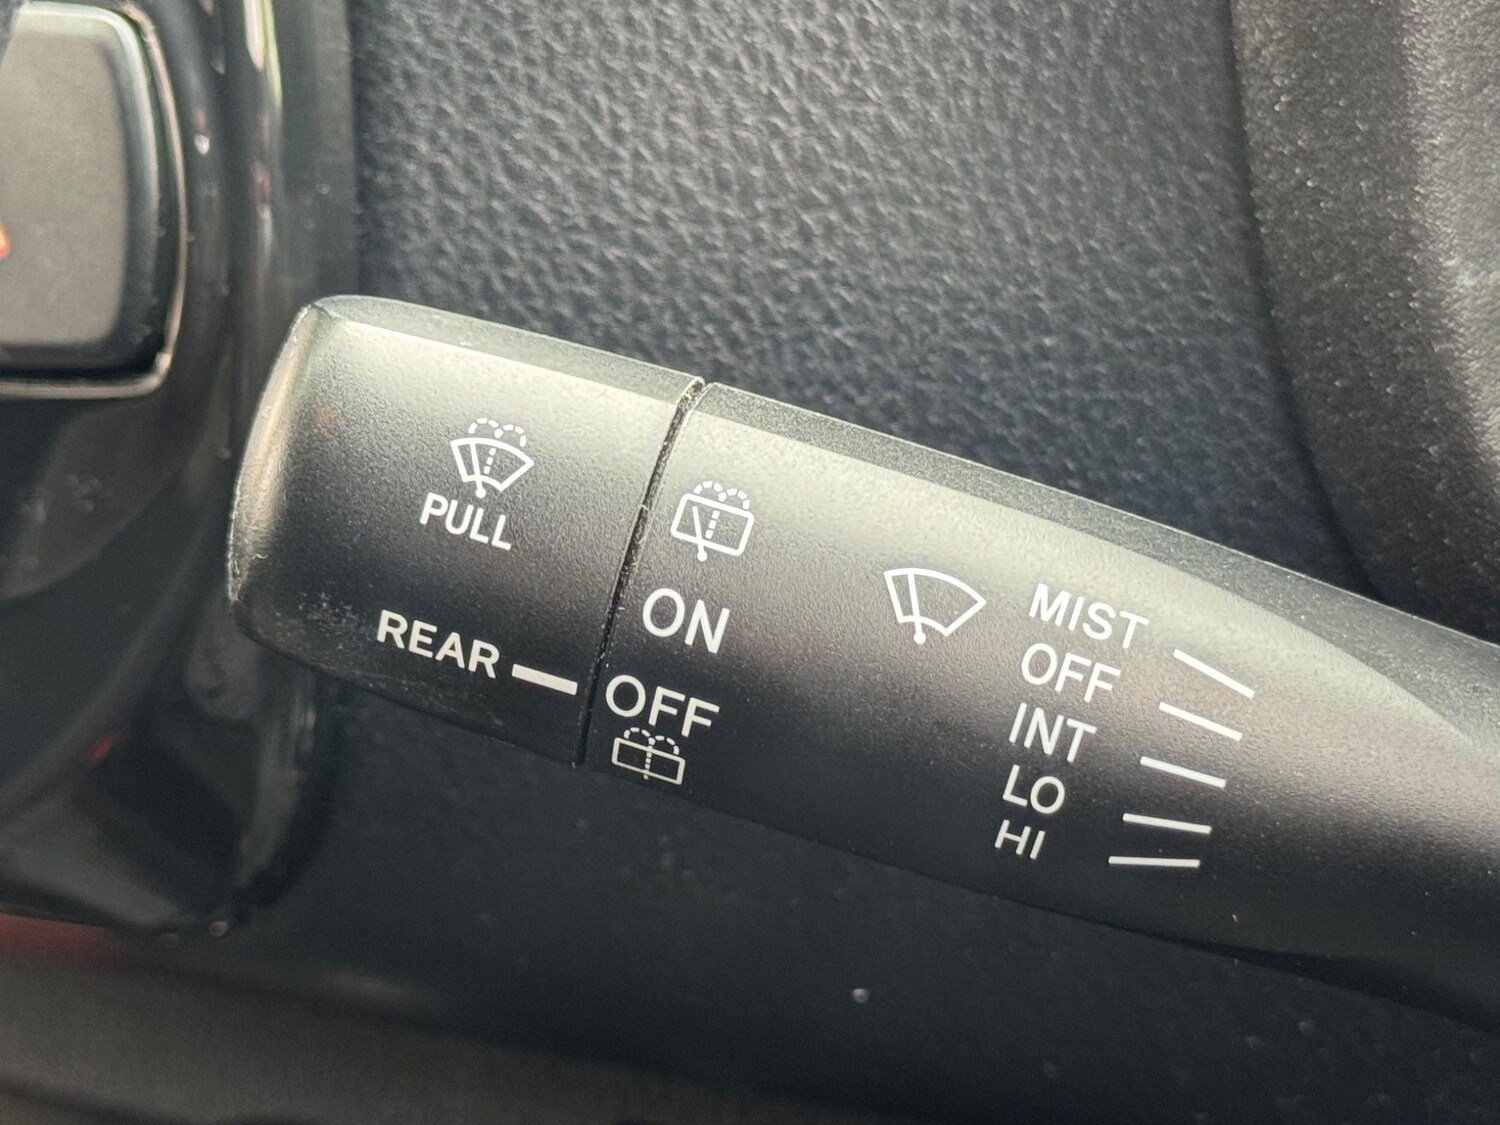 PULL
REAR
ON
OFF
MIST
OFF
INT
LO
HI